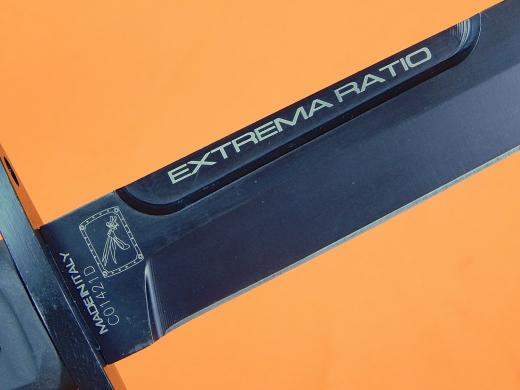 EXTREMA RATIO
MADE IN ITALY
C01421D